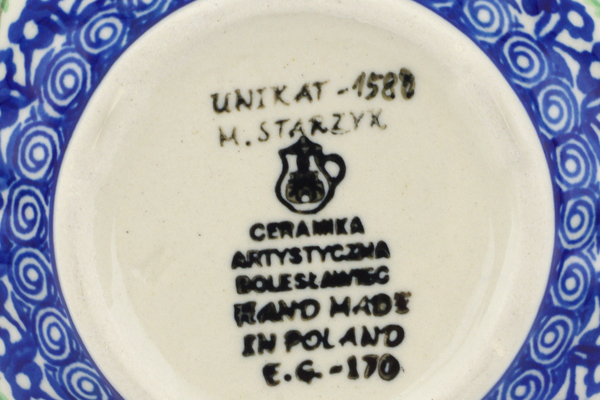 UNIKAT - 1588
M. STARZYK
CERAMIKA
ARTYSTYCZNA
BOLESŁAWIEC
HAND MADE
IN POLAND
E.G. - 170